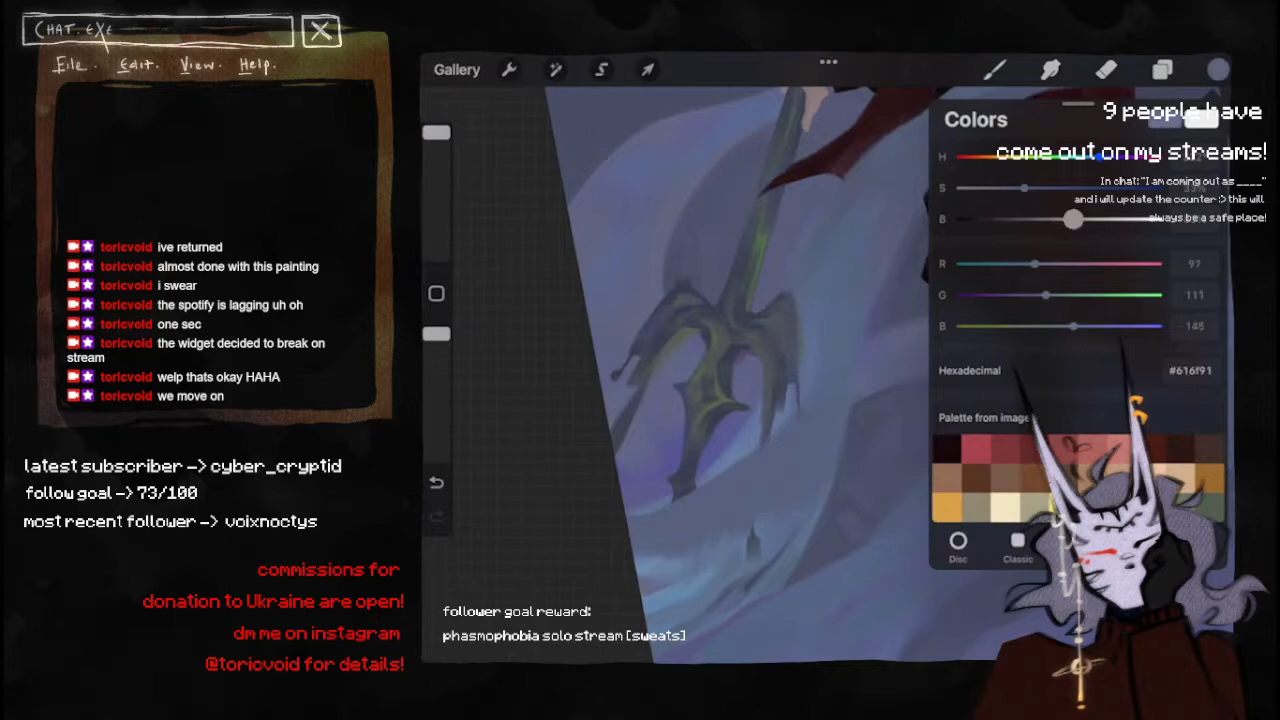 CHAT.EXE
File. Edit. View. Help.
toricvoid ive returned
toricvoid almost done with this painting
toricvoid i swear
toricvoid the spotify is lagging uh oh
toricvoid one sec
toricvoid the widget decided to break on
stream
toricvoid welp thats okay HAHA
toricvoid we move on
latest subscriber -> cyber_cryptid
follow goal -> 73/100
most recent follower -> voixnoctys
commissions for
donation to Ukraine are open!
dm me on instagram
@toricvoid for details!
Gallery
Colors
9 people have
come out on my streams!
In chat: "I am coming out as ____"
and i will update the counter :> this will
always be a safe place!
H
S
B
R 97
G 111
B 145
Hexadecimal #616f91
Palette from image
Disc Classic
follower goal reward:
phasmophobia solo stream [sweats]